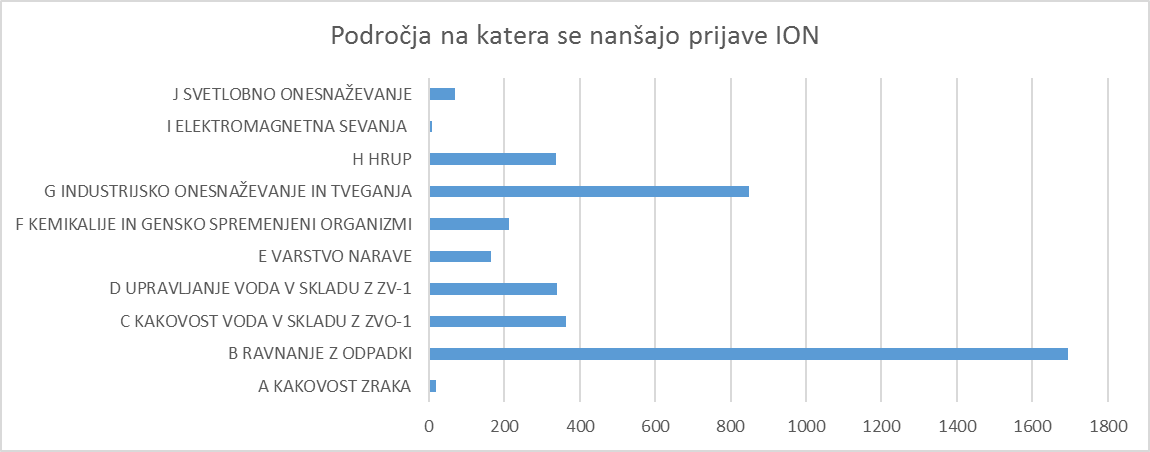 Področja na katera se nanšajo prijave ION
J SVETLOBNO ONESNAŽEVANJE
I ELEKTROMAGNETNA SEVANJA
H HRUP
G INDUSTRIJSKO ONESNAŽEVANJE IN TVEGANJA
F KEMIKALIJE IN GENSKO SPREMENJENI ORGANIZMI
E VARSTVO NARAVE
D UPRAVLJANJE VODA V SKLADU Z ZV-1
C KAKOVOST VODA V SKLADU Z ZVO-1
B RAVNANJE Z ODPADKI
A KAKOVOST ZRAKA
0 200 400 600 800 1000 1200 1400 1600 1800